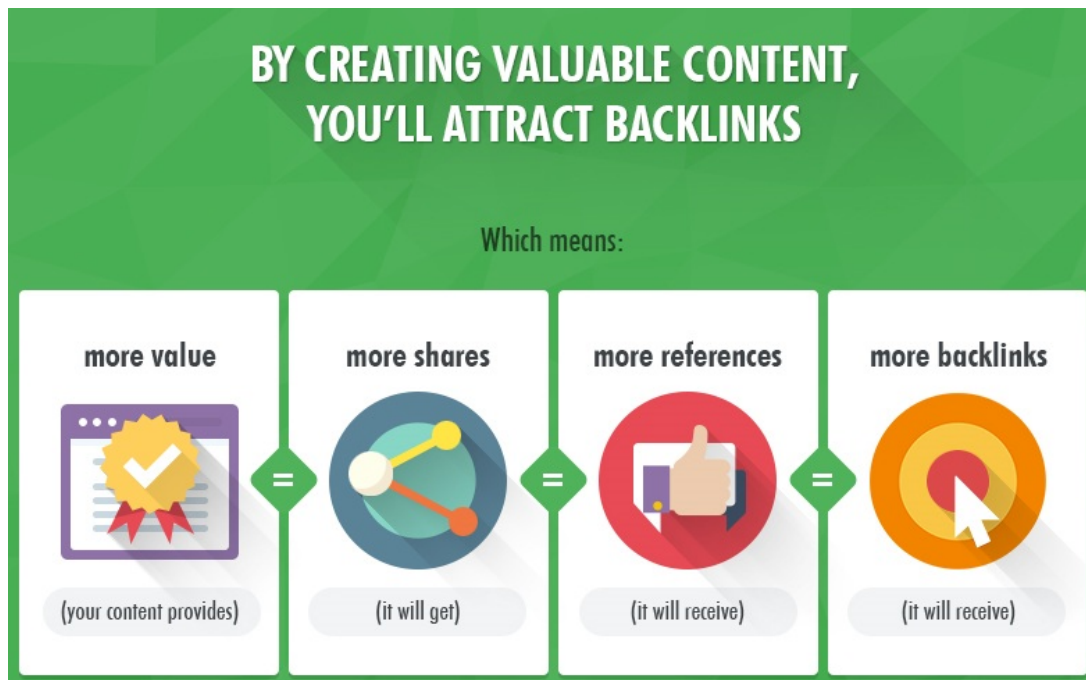 BY CREATING VALUABLE CONTENT,
YOU'LL ATTRACT BACKLINKS
Which means:
more value
=
(your content provides)
more shares
=
(it will get)
more references
=
(it will receive)
more backlinks
(it will receive)